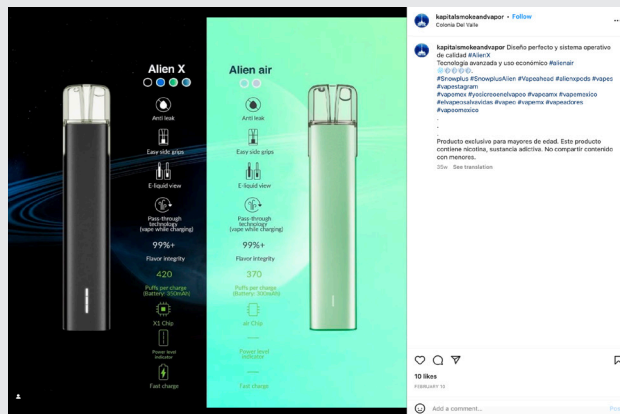 Alien X
Anti leak
Easy side grips
E-liquid view
Pass-through
technology
(vape while charging)
99%+
Flavor integrity
420
Puffs per charge
(Battery: 350mAh)
X1 Chip
Power level
indicator
Fast charge
Alien air
Anti leak
Easy side grips
E-liquid view
Pass-through
technology
(vape while charging)
99%+
Flavor integrity
370
Puffs per charge
(Battery: 300mAh)
air Chip
Power level
indicator
Fast charge
kapitalsmokeandvapor • Follow
Colonia Del Valle
kapitalsmokeandvapor Diseño perfecto y sistema operativo
de calidad #AlienX
Tecnología avanzada y uso económico #alienair
#Snowplus #SnowplusAlien #Vapeahead #alienxpods #vapes
#vapestagram
#vapemex #yosicreoenelvapeo #vapeamx #vapemexico
#elvapeosalvavidas #vapeo #vapemx #vapeadores
#vapeomexico
.
.
.
Producto exclusivo para mayores de edad. Este producto
contiene nicotina, sustancia adictiva. No compartir contenido
con menores.
35w See translation
10 likes
FEBRUARY 13
Add a comment...
Post